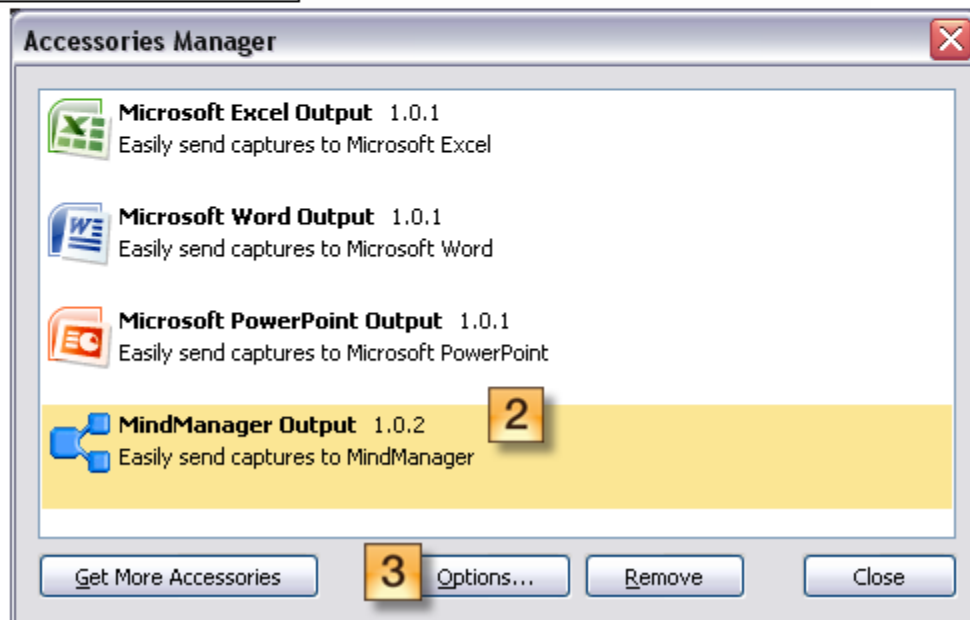 Accessories Manager
Microsoft Excel Output 1.0.1
Easily send captures to Microsoft Excel
Microsoft Word Output 1.0.1
Easily send captures to Microsoft Word
Microsoft PowerPoint Output 1.0.1
Easily send captures to Microsoft PowerPoint
MindManager Output 1.0.2 2
Easily send captures to MindManager
Get More Accessories 3 Options... Remove Close